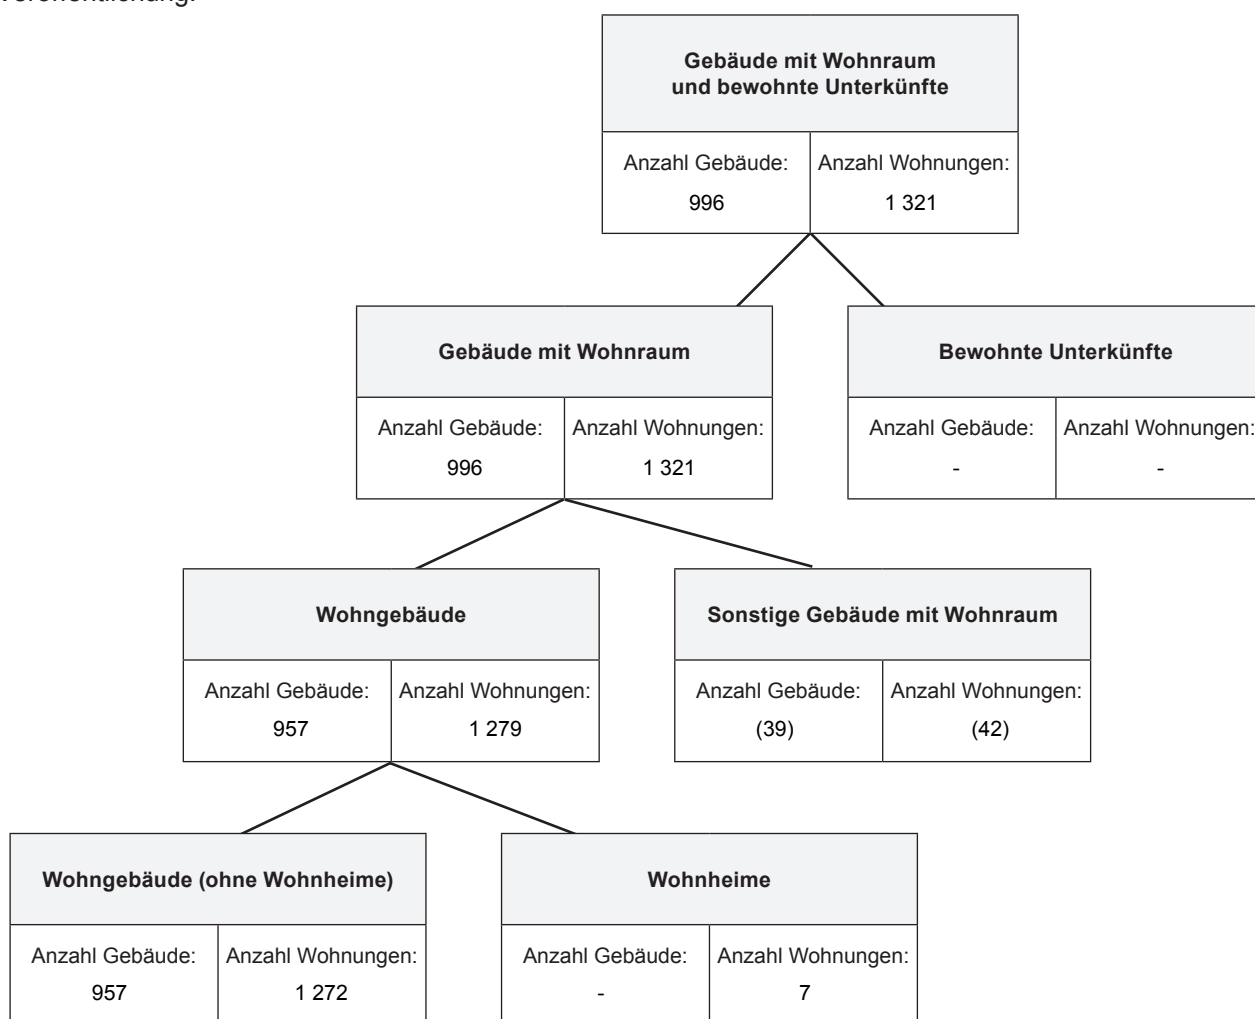 Veröffentlichung.
Gebäude mit Wohnraum
und bewohnte Unterkünfte
Anzahl Gebäude: Anzahl Wohnungen:
996 1 321
Gebäude mit Wohnraum Bewohnte Unterkünfte
Anzahl Gebäude: Anzahl Wohnungen: Anzahl Gebäude: Anzahl Wohnungen:
996 1 321 - -
Wohngebäude Sonstige Gebäude mit Wohnraum
Anzahl Gebäude: Anzahl Wohnungen: Anzahl Gebäude: Anzahl Wohnungen:
957 1 279 (39) (42)
Wohngebäude (ohne Wohnheime) Wohnheime
Anzahl Gebäude: Anzahl Wohnungen: Anzahl Gebäude: Anzahl Wohnungen:
957 1 272 - 7